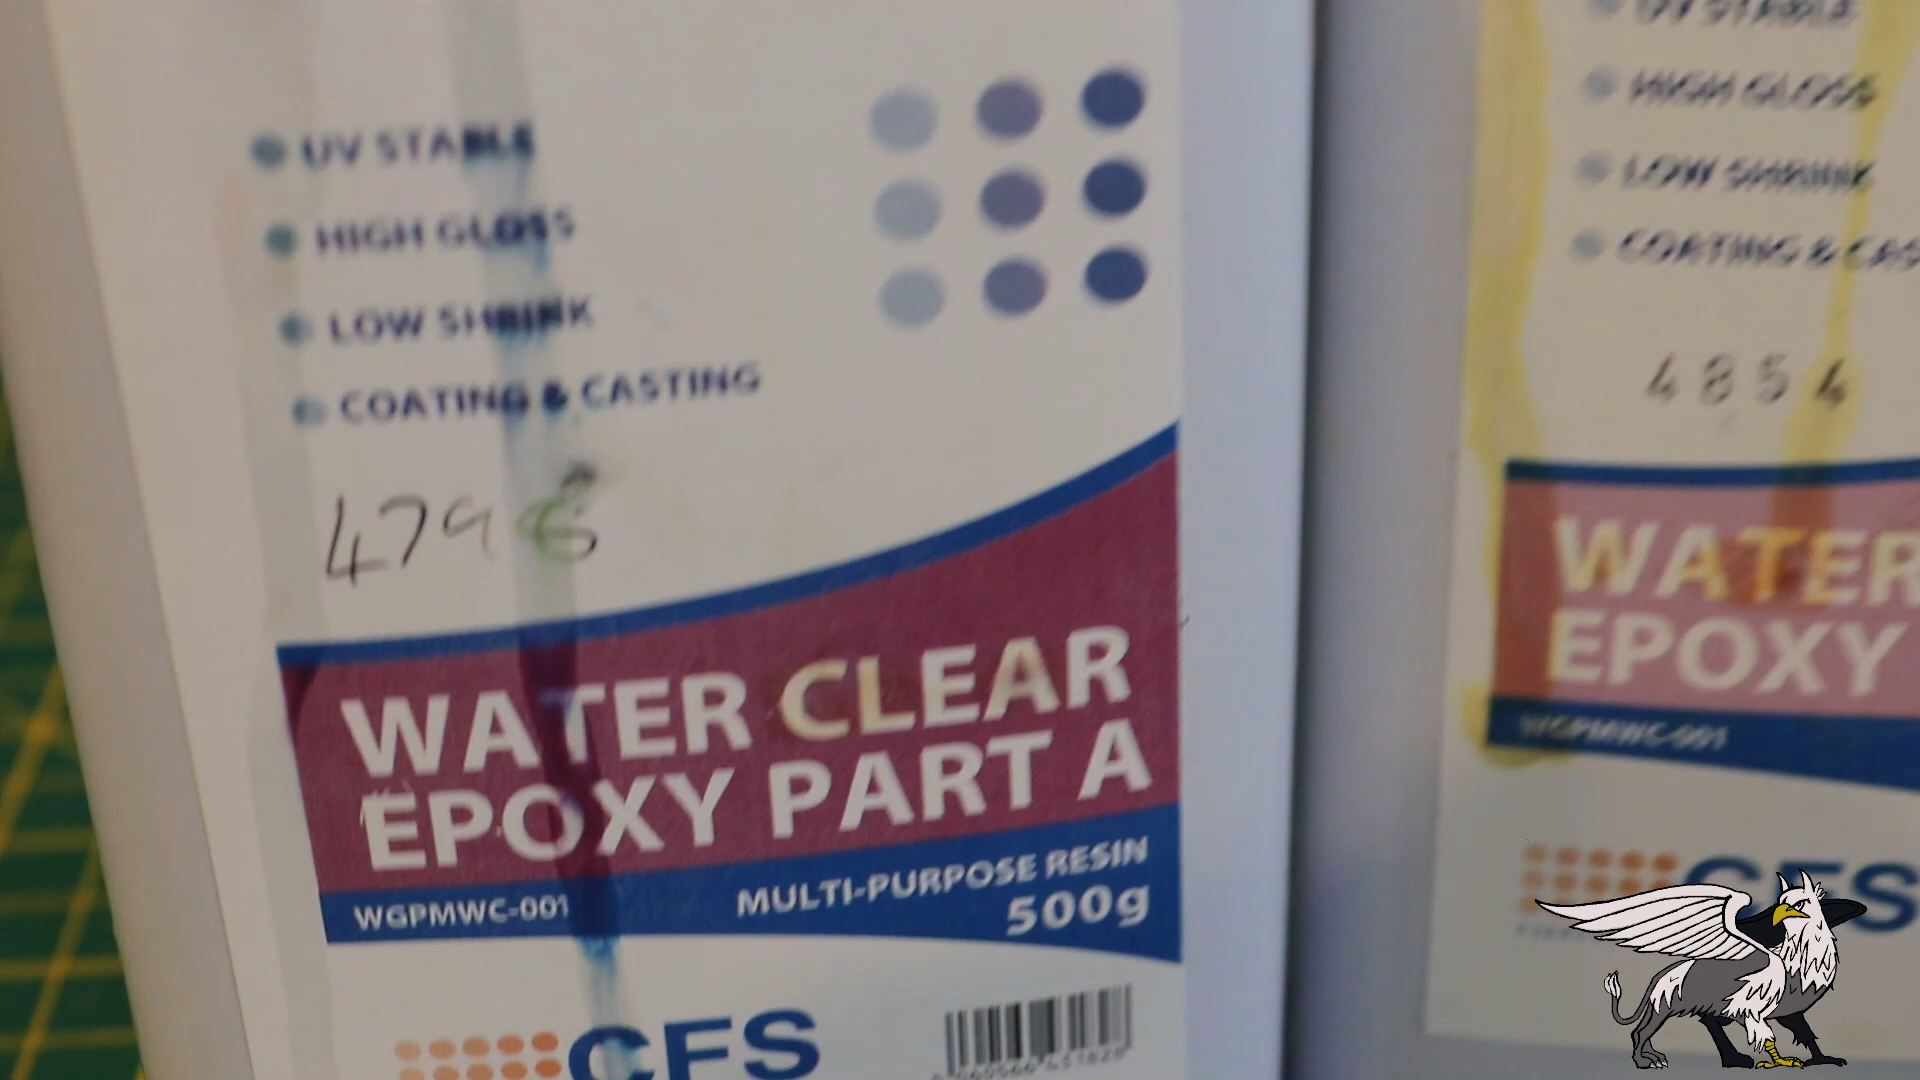 UV STABLE
HIGH GLOSS
LOW SHRINK
COATING & CASTING
WATER CLEAR
EPOXY PART A
WGPMWC-001
MULTI-PURPOSE RESIN
500g
CFS
UV STABLE
HIGH GLOSS
LOW SHRINK
COATING & CAS
4854
WATER
EPOXY
WGPMWC-001
CFS